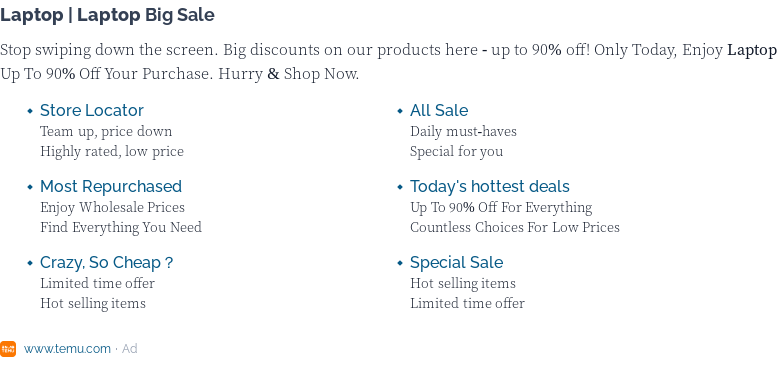 Laptop | Laptop Big Sale
Stop swiping down the screen. Big discounts on our products here - up to 90% off! Only Today, Enjoy Laptop
Up To 90% Off Your Purchase. Hurry & Shop Now.
Store Locator
Team up, price down
Highly rated, low price
All Sale
Daily must-haves
Special for you
Most Repurchased
Enjoy Wholesale Prices
Find Everything You Need
Today's hottest deals
Up To 90% Off For Everything
Countless Choices For Low Prices
Crazy, So Cheap？
Limited time offer
Hot selling items
Special Sale
Hot selling items
Limited time offer
www.temu.com · Ad